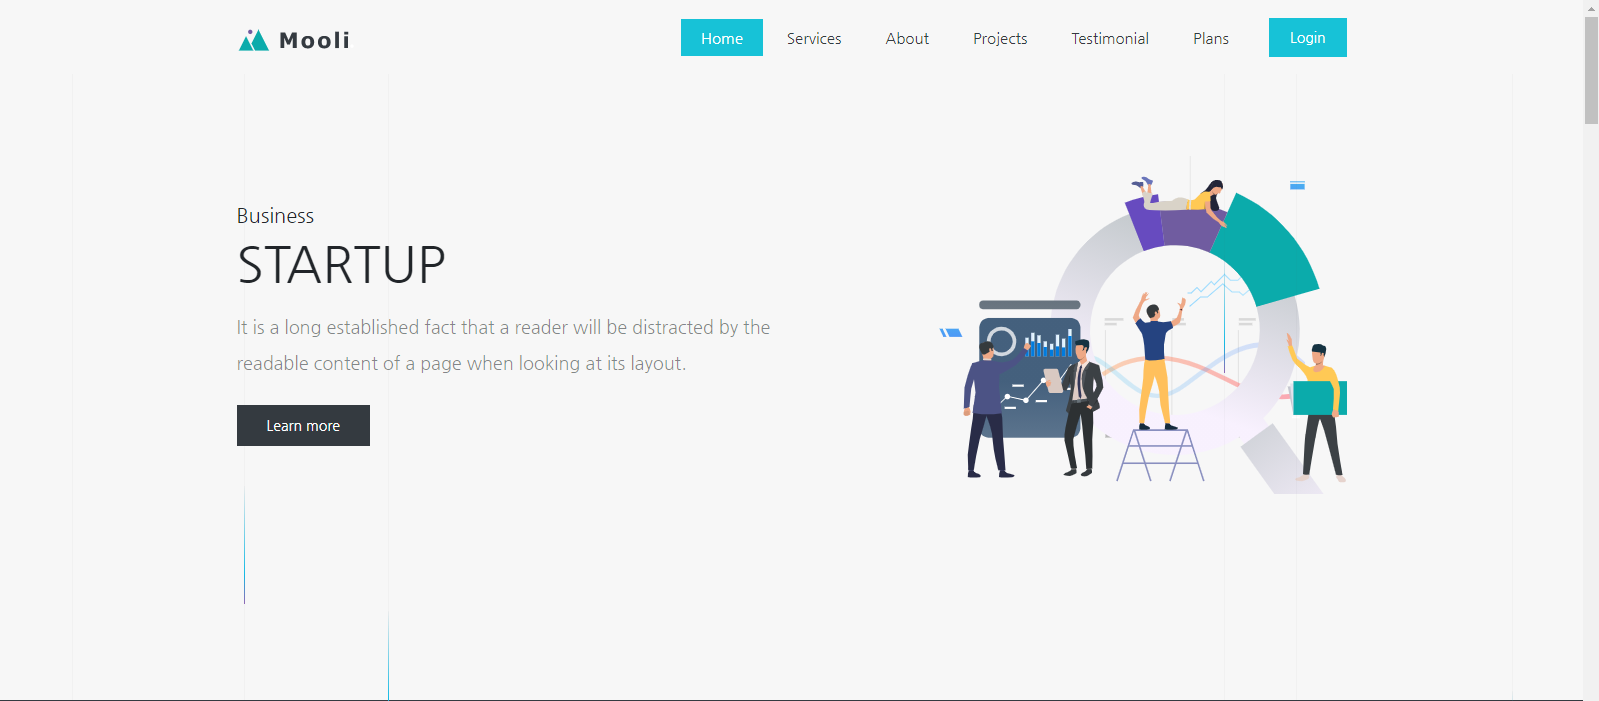 Mooli
Home Services About Projects Testimonial Plans Login
Business
STARTUP
It is a long established fact that a reader will be distracted by the
readable content of a page when looking at its layout.
Learn more